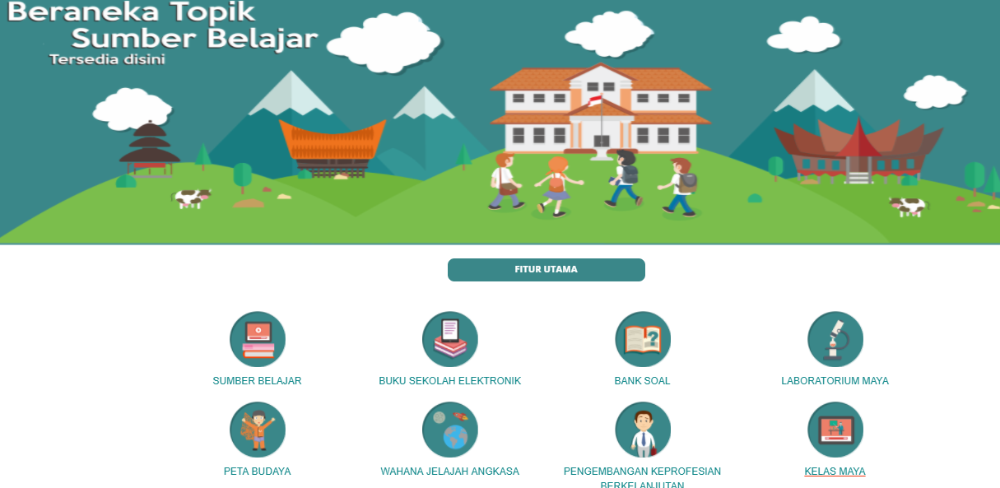 Beraneka Topik
Sumber Belajar
Tersedia disini
FITUR UTAMA
SUMBER BELAJAR
BUKU SEKOLAH ELEKTRONIK
BANK SOAL
LABORATORIUM MAYA
PETA BUDAYA
WAHANA JELAJAH ANGKASA
PENGEMBANGAN KEPROFESIAN
BERKELANJUTAN
KELAS MAYA